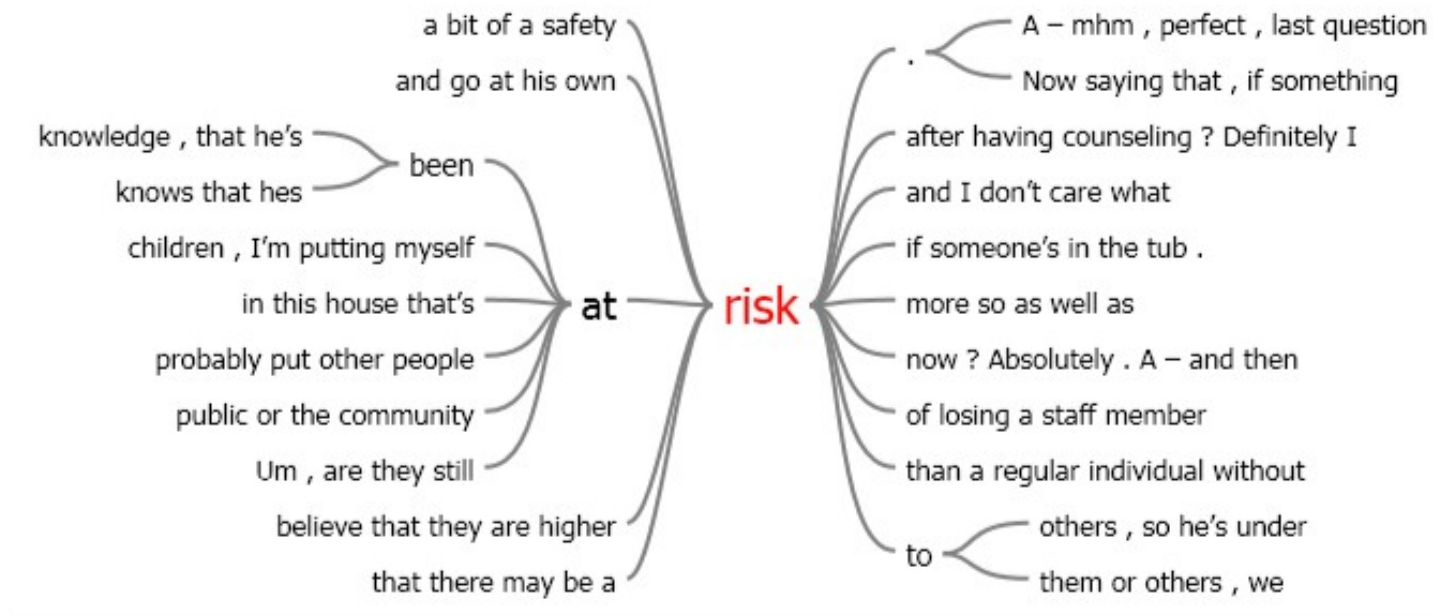 a bit of a safety
and go at his own
knowledge , that he's
knows that hes
been
children , I'm putting myself
in this house that's
probably put other people
public or the community
Um , are they still
at
believe that they are higher
that there may be a
risk
.
A – mhm , perfect , last question
Now saying that , if something
after having counseling ? Definitely I
and I don't care what
if someone's in the tub .
more so as well as
now ? Absolutely . A – and then
of losing a staff member
than a regular individual without
to
others , so he's under
them or others , we